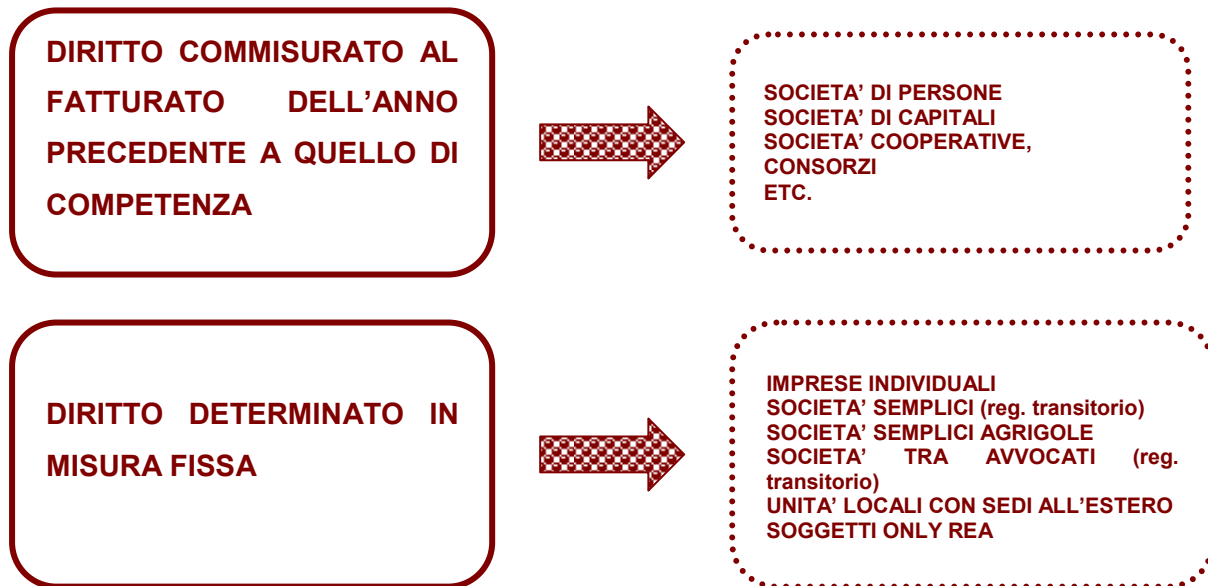 DIRITTO COMMISURATO AL
FATTURATO DELL’ANNO
PRECEDENTE A QUELLO DI
COMPETENZA
SOCIETA’ DI PERSONE
SOCIETA’ DI CAPITALI
SOCIETA’ COOPERATIVE,
CONSORZI
ETC.
DIRITTO DETERMINATO IN
MISURA FISSA
IMPRESE INDIVIDUALI
SOCIETA’ SEMPLICI (reg. transitorio)
SOCIETA’ SEMPLICI AGRIGOLE
SOCIETA’ TRA AVVOCATI (reg.
transitorio)
UNITA’ LOCALI CON SEDI ALL’ESTERO
SOGGETTI ONLY REA